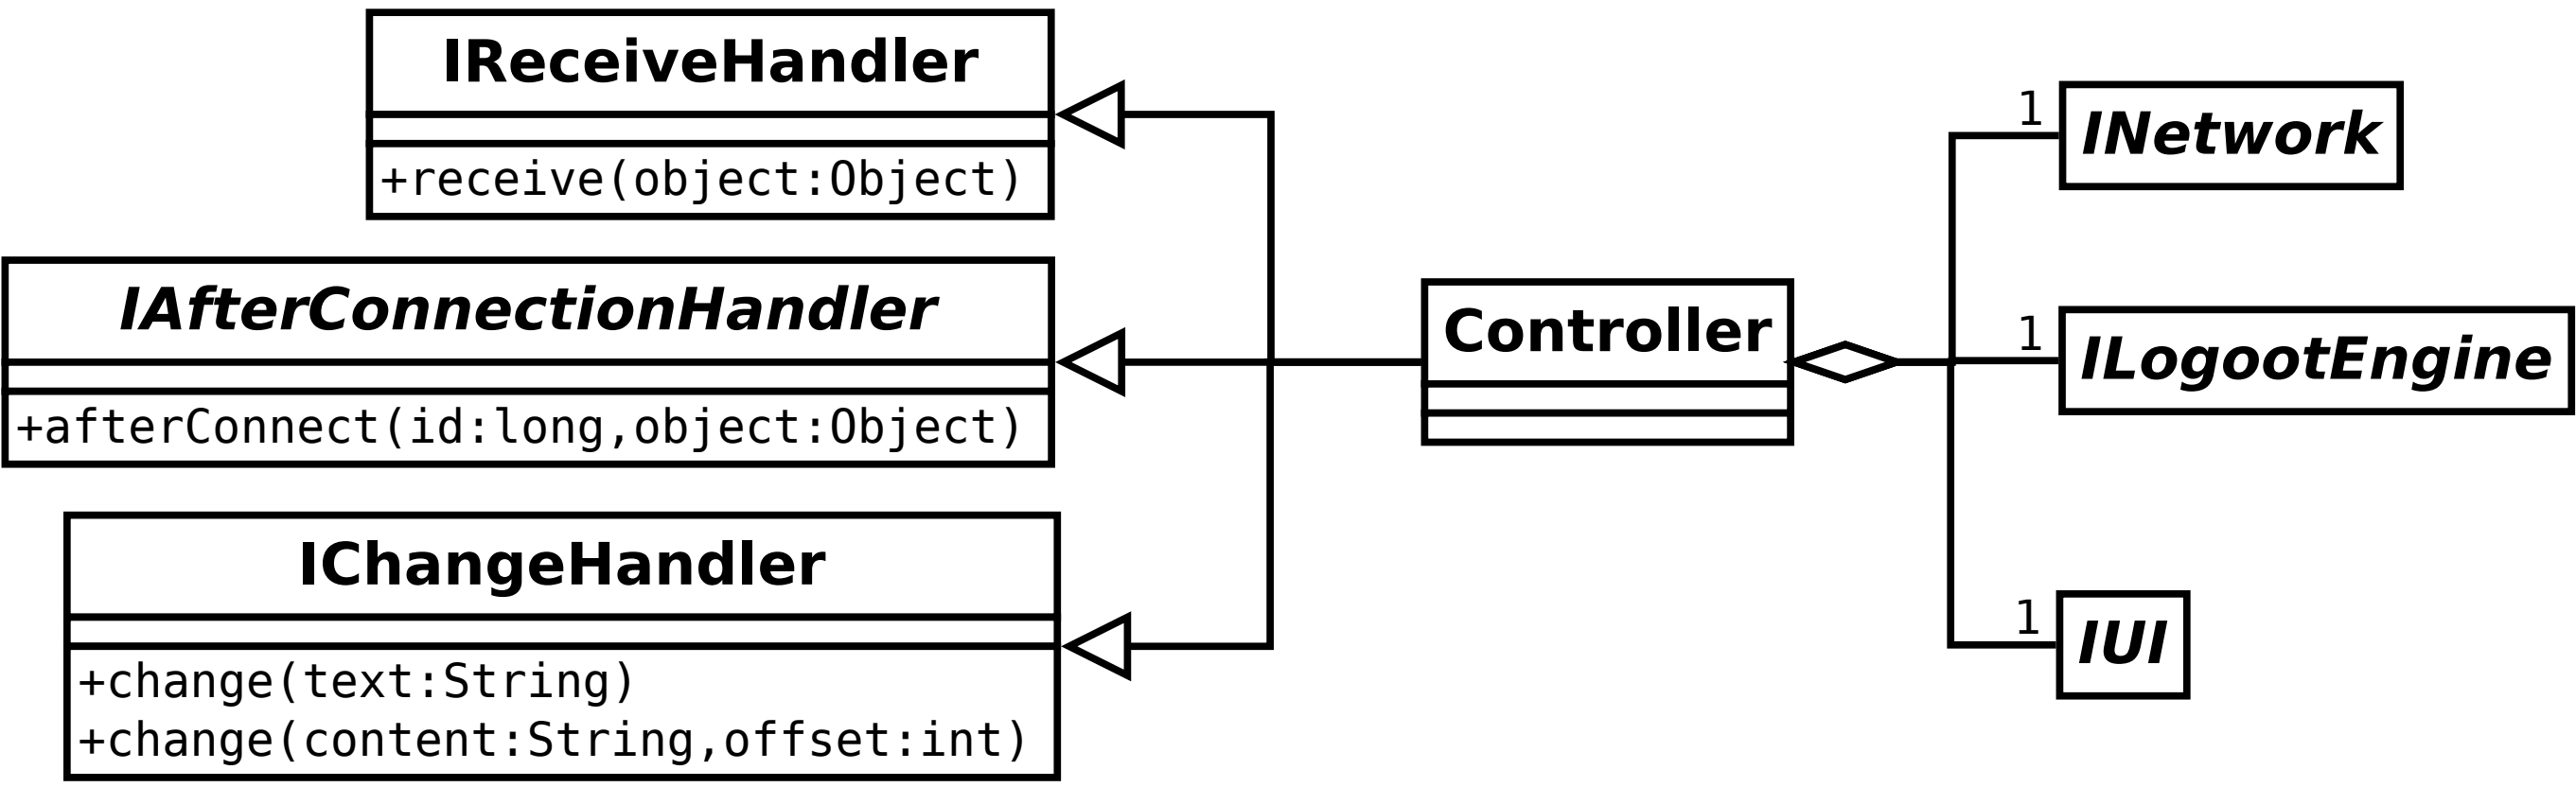 IReceiveHandler
+receive(object:Object)
IAfterConnectionHandler
+afterConnect(id:long,object:Object)
IChangeHandler
+change(text:String)
+change(content:String,offset:int)
Controller
1
INetwork
1
ILogootEngine
1
IUI